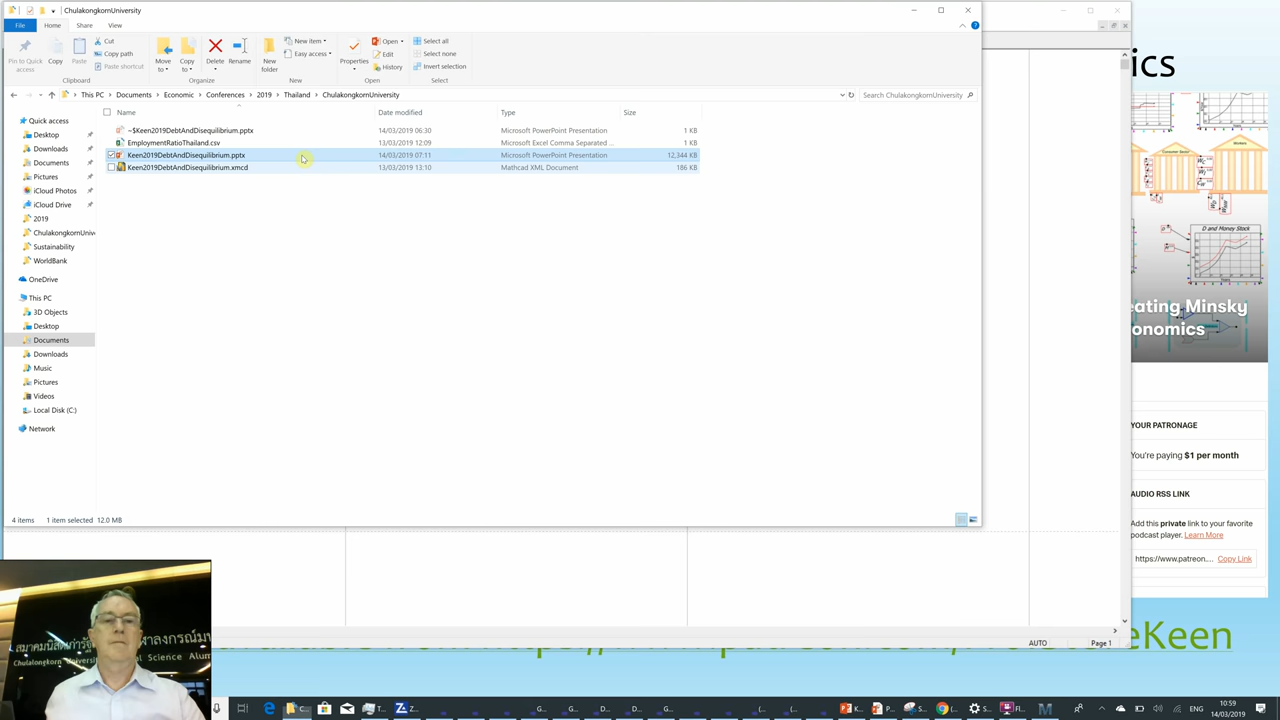 ChulakongkornUniversity
File
Home
Share
View
Pin to Quick access
Copy
Paste
Cut
Copy path
Paste shortcut
Clipboard
Move to
Copy to
Delete
Rename
Organize
New folder
New item
Easy access
New
Properties
Open
Edit
History
Open
Select all
Select none
Invert selection
Select
This PC > Documents > Economic > Conferences > 2019 > Thailand > ChulakongkornUniversity
Search ChulakongkornUniversity
Name Date modified Type Size
~$Keen2019DebtAndDisequilibrium.pptx 14/03/2019 06:30 Microsoft PowerPoint Presentation 1 KB
EmploymentRatioThailand.csv 13/03/2019 12:09 Microsoft Excel Comma Separated ... 1 KB
Keen2019DebtAndDisequilibrium.pptx 14/03/2019 07:11 Microsoft PowerPoint Presentation 12,344 KB
Keen2019DebtAndDisequilibrium.xmcd 13/03/2019 13:10 Mathcad XML Document 186 KB
Quick access
Desktop
Downloads
Documents
Pictures
iCloud Photos
iCloud Drive
2019
ChulakongkornUniv
Sustainability
WorldBank
OneDrive
This PC
3D Objects
Desktop
Documents
Downloads
Music
Pictures
Videos
Local Disk (C:)
Network
4 items 1 item selected 12.0 MB
ics
Consumer Sector
Workers
D and Money Stock
Years
eating Minsky
onomics
YOUR PATRONAGE
You're paying $1 per month
AUDIO RSS LINK
Add this private link to your favorite
podcast player. Learn More
https://www.patreon.... Copy Link
eKeen
AUTO
Page 1
Chulalongkorn
ENG
10:59
14/03/2019